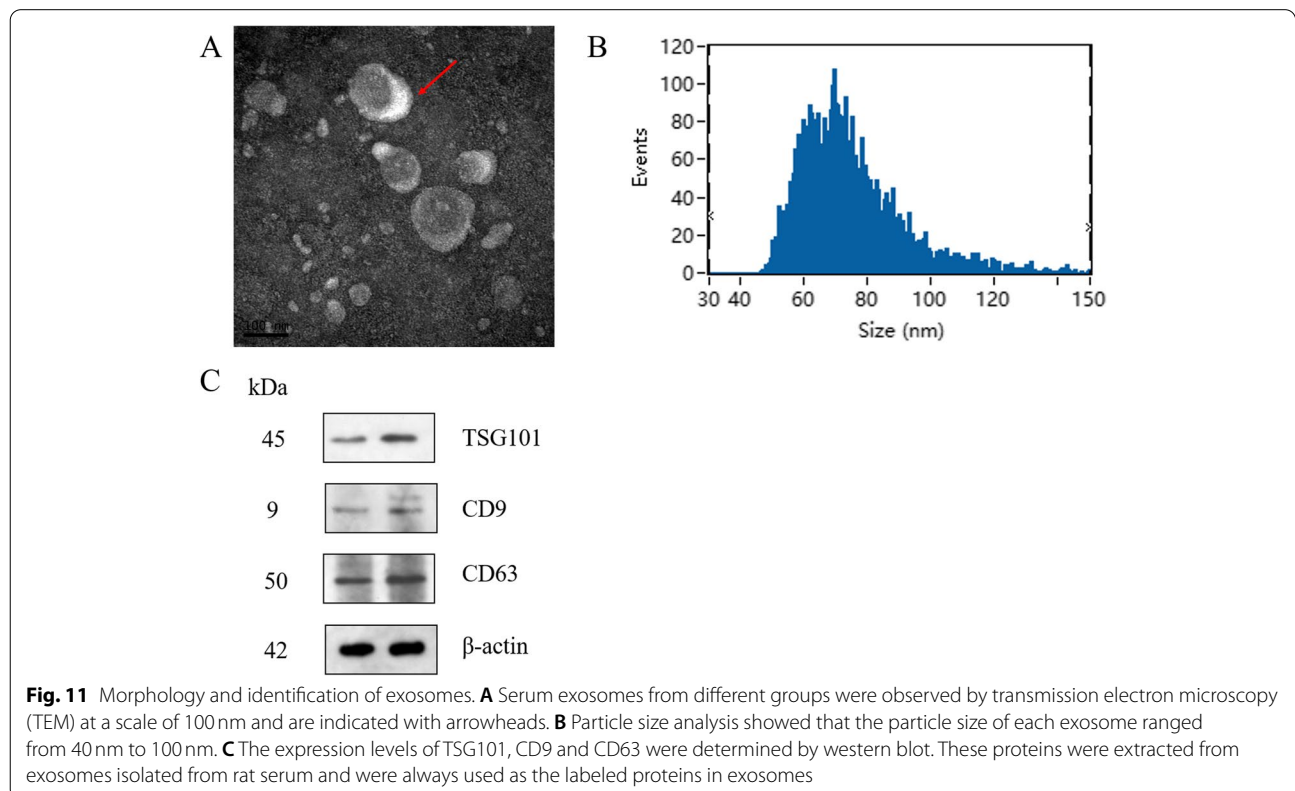 A
B
100 nm
120
100
80
60
40
20
0
Events
30 40 60 80 100 120 150
Size (nm)
C
kDa
45 TSG101
9 CD9
50 CD63
42 β-actin
Fig. 11 Morphology and identification of exosomes. A Serum exosomes from different groups were observed by transmission electron microscopy
(TEM) at a scale of 100 nm and are indicated with arrowheads. B Particle size analysis showed that the particle size of each exosome ranged
from 40 nm to 100 nm. C The expression levels of TSG101, CD9 and CD63 were determined by western blot. These proteins were extracted from
exosomes isolated from rat serum and were always used as the labeled proteins in exosomes